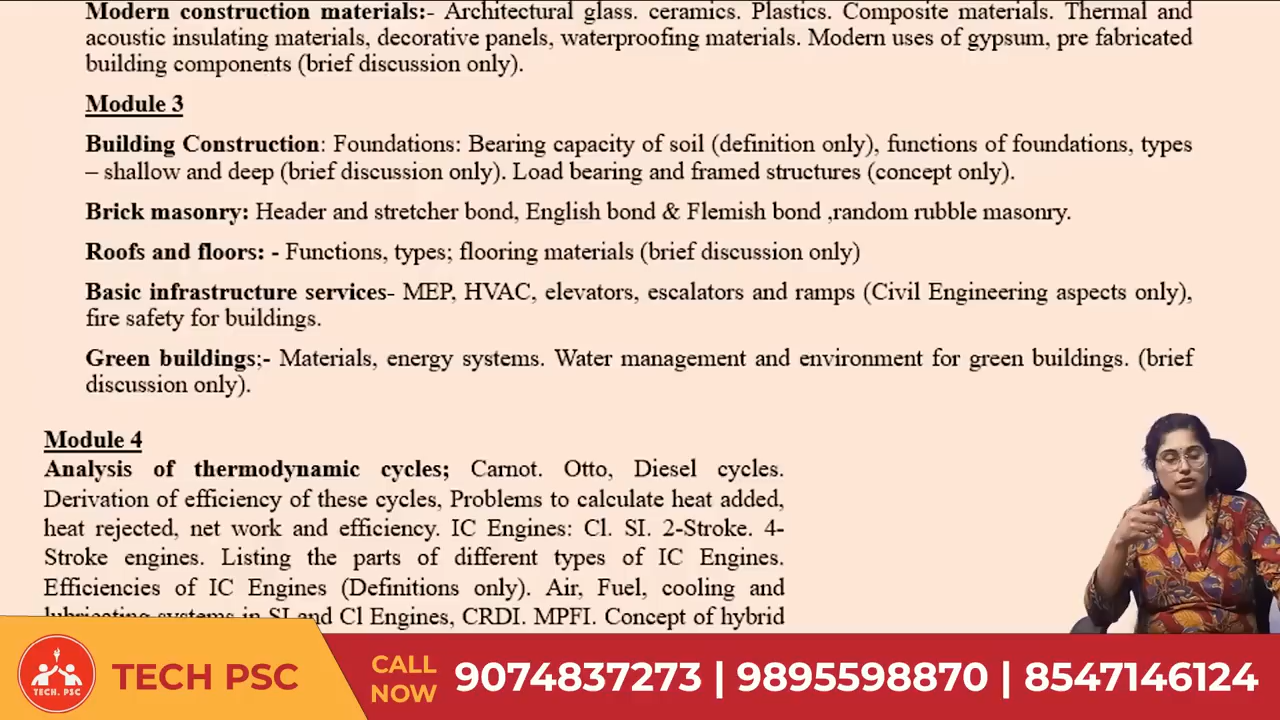 Modern construction materials:- Architectural glass. ceramics. Plastics. Composite materials. Thermal and
acoustic insulating materials, decorative panels, waterproofing materials. Modern uses of gypsum, pre fabricated
building components (brief discussion only).
Module 3
Building Construction: Foundations: Bearing capacity of soil (definition only), functions of foundations, types
– shallow and deep (brief discussion only). Load bearing and framed structures (concept only).
Brick masonry: Header and stretcher bond, English bond & Flemish bond ,random rubble masonry.
Roofs and floors: - Functions, types; flooring materials (brief discussion only)
Basic infrastructure services- MEP, HVAC, elevators, escalators and ramps (Civil Engineering aspects only),
fire safety for buildings.
Green buildings;- Materials, energy systems. Water management and environment for green buildings. (brief
discussion only).
Module 4
Analysis of thermodynamic cycles; Carnot. Otto, Diesel cycles.
Derivation of efficiency of these cycles, Problems to calculate heat added,
heat rejected, net work and efficiency. IC Engines: Cl. SI. 2-Stroke. 4-
Stroke engines. Listing the parts of different types of IC Engines.
Efficiencies of IC Engines (Definitions only). Air, Fuel, cooling and
lubricating systems in SI and Cl Engines, CRDI. MPFI. Concept of hybrid
TECH. PSC
TECH PSC
CALL
NOW
9074837273 | 9895598870 | 8547146124